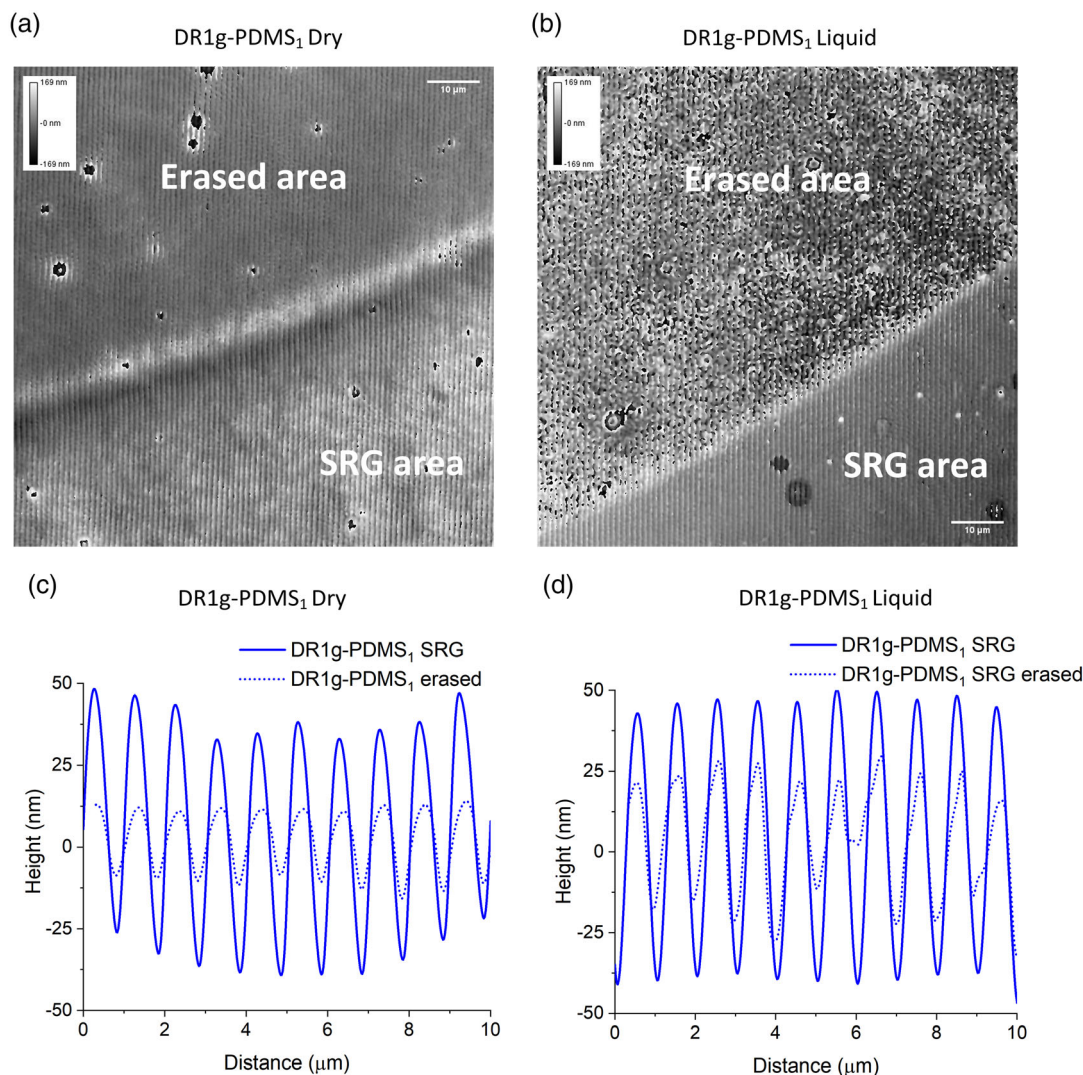 (a)
DR1g-PDMS₁ Dry
169 nm
-0 nm
-169 nm
10 µm
Erased area
SRG area
(b)
DR1g-PDMS₁ Liquid
169 nm
-0 nm
-169 nm
Erased area
SRG area
10 µm
(c)
DR1g-PDMS₁ Dry
DR1g-PDMS₁ SRG
DR1g-PDMS₁ erased
50
25
0
-25
-50
Height (nm)
0 2 4 6 8 10
Distance (µm)
(d)
DR1g-PDMS₁ Liquid
DR1g-PDMS₁ SRG
DR1g-PDMS₁ SRG erased
50
25
0
-25
-50
Height (nm)
0 2 4 6 8 10
Distance (µm)